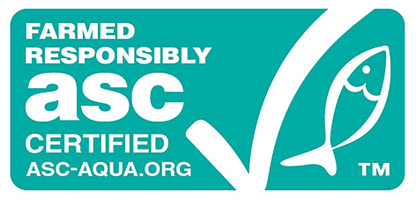 FARMED
RESPONSIBLY
asc
CERTIFIED
ASC-AQUA.ORG
TM